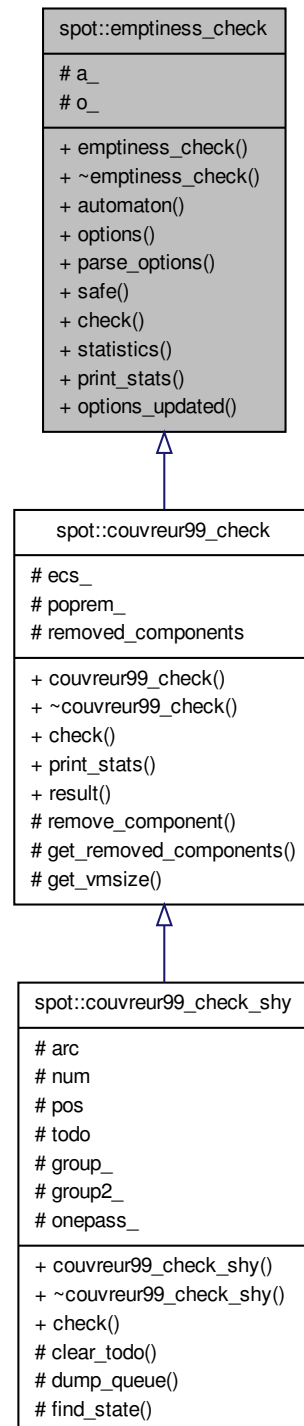 spot::emptiness_check
# a_
# o_
+ emptiness_check()
+ ~emptiness_check()
+ automaton()
+ options()
+ parse_options()
+ safe()
+ check()
+ statistics()
+ print_stats()
+ options_updated()
spot::couvreur99_check
# ecs_
# poprem_
# removed_components
+ couvreur99_check()
+ ~couvreur99_check()
+ check()
+ print_stats()
+ result()
# remove_component()
# get_removed_components()
# get_vmsize()
spot::couvreur99_check_shy
# arc
# num
# pos
# todo
# group_
# group2_
# onepass_
+ couvreur99_check_shy()
+ ~couvreur99_check_shy()
+ check()
# clear_todo()
# dump_queue()
# find_state()